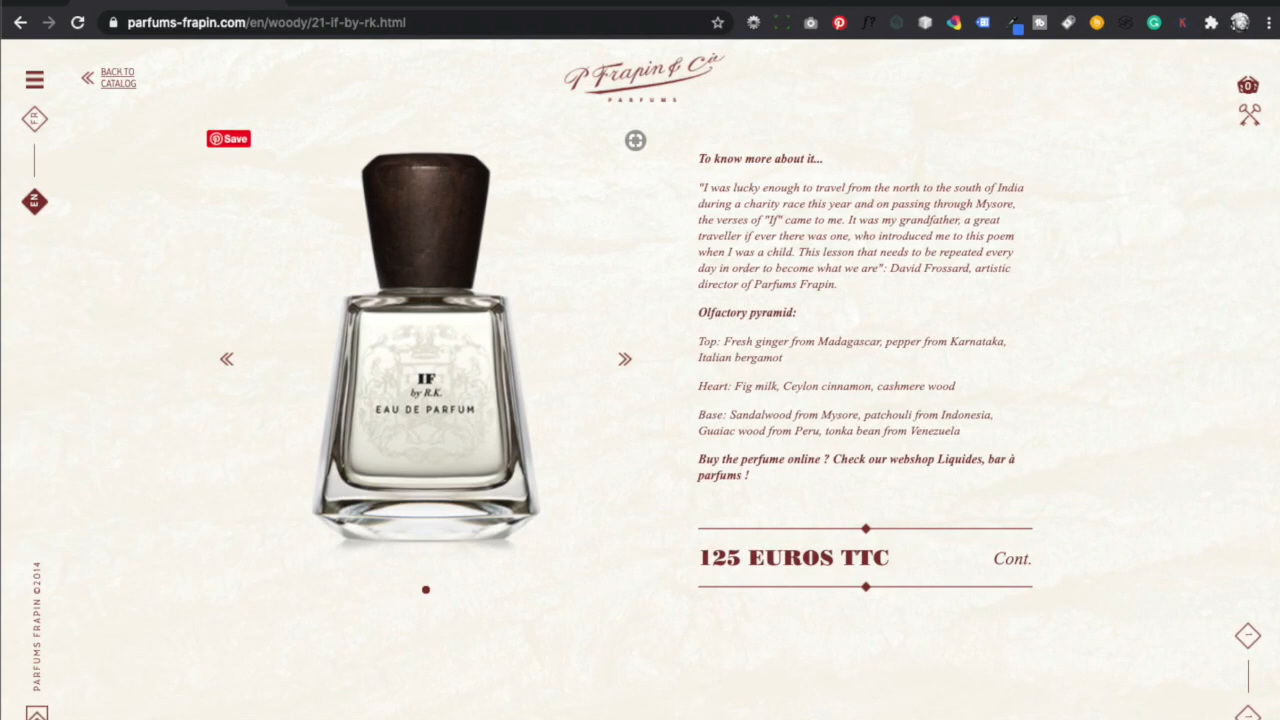 parfums-frapin.com/en/woody/21-if-by-rk.html
BACK TO
CATALOG
P Frapin & Cie
PARFUMS
0
FR
EN
Save
To know more about it...
"I was lucky enough to travel from the north to the south of India
during a charity race this year and on passing through Mysore,
the verses of "If" came to me. It was my grandfather, a great
traveller if ever there was one, who introduced me to this poem
when I was a child. This lesson that needs to be repeated every
day in order to become what we are": David Frossard, artistic
director of Parfums Frapin.
Olfactory pyramid:
Top: Fresh ginger from Madagascar, pepper from Karnataka,
Italian bergamot
Heart: Fig milk, Ceylon cinnamon, cashmere wood
Base: Sandalwood from Mysore, patchouli from Indonesia,
Guaiac wood from Peru, tonka bean from Venezuela
Buy the perfume online ? Check our webshop Liquides, bar à
parfums !
IF
by R.K.
EAU DE PARFUM
125 EUROS TTC
Cont.
PARFUMS FRAPIN ©2014